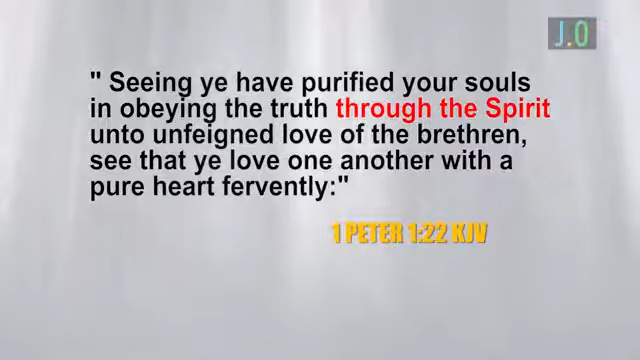 J.O
" Seeing ye have purified your souls
in obeying the truth through the Spirit
unto unfeigned love of the brethren,
see that ye love one another with a
pure heart fervently:"
1 PETER 1:22 KJV